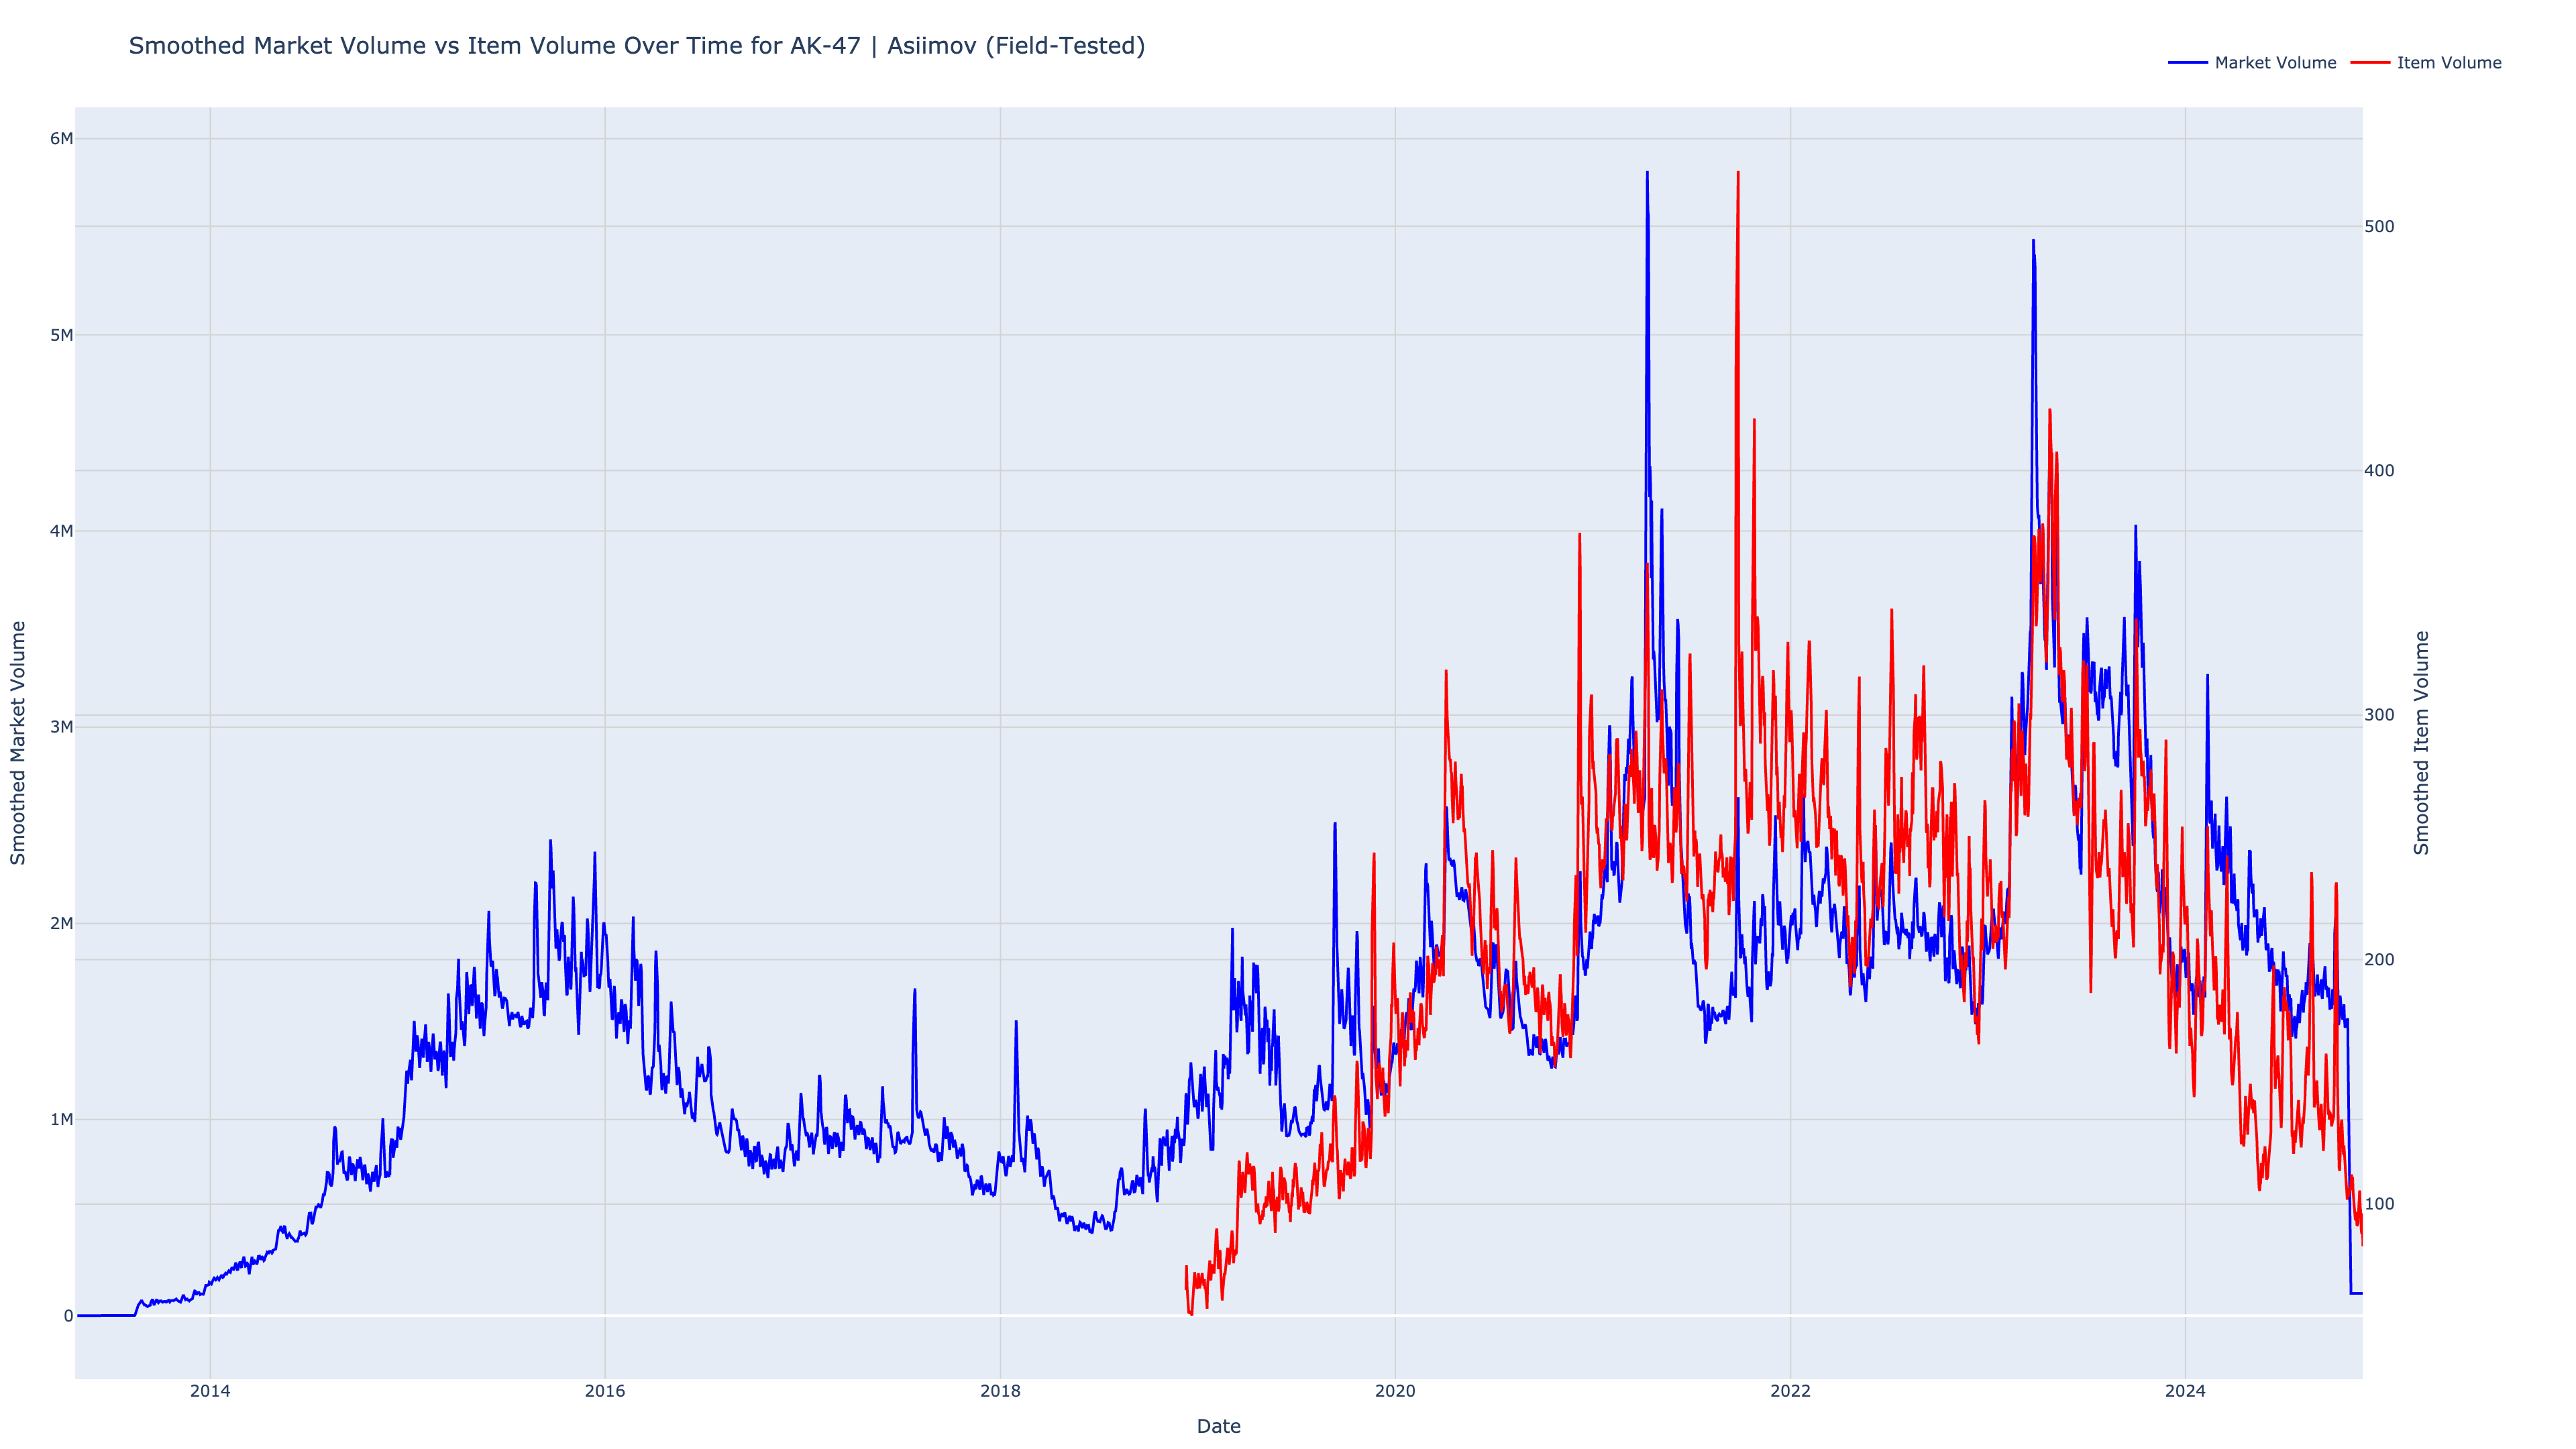 Smoothed Market Volume vs Item Volume Over Time for AK-47 | Asiimov (Field-Tested)
Market Volume
Item Volume
6M
5M
4M
3M
2M
1M
0
Smoothed Market Volume
500
400
300
200
100
Smoothed Item Volume
2014
2016
2018
2020
2022
2024
Date